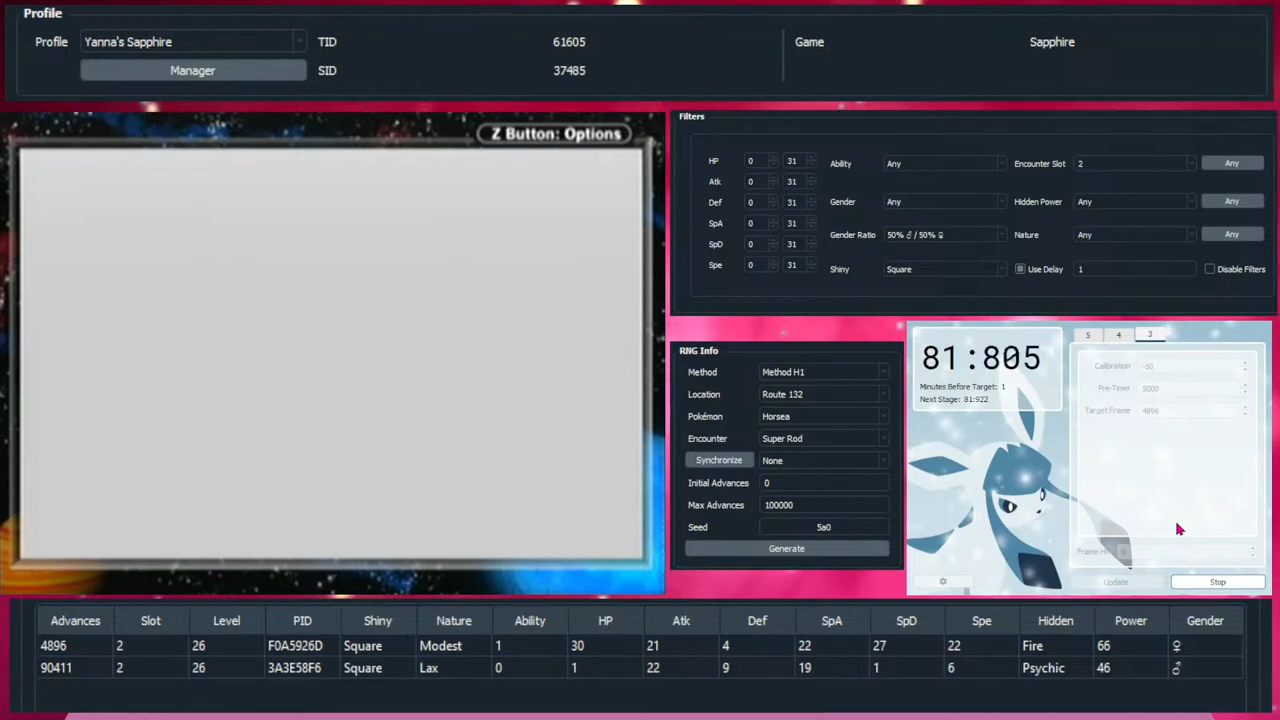 Profile
Profile Yanna's Sapphire TID 61605 Game Sapphire
Manager SID 37485
Z Button: Options
Filters
HP 0 31 Ability Any Encounter Slot 2 Any
Atk 0 31
Def 0 31 Gender Any Hidden Power Any Any
SpA 0 31
Gender Ratio 50% ♂ / 50% ♀ Nature Any Any
SpD 0 31
Spe 0 31 Shiny Square Use Delay 1 Disable Filters
RNG Info
Method Method H1
Location Route 132
Pokémon Horsea
Encounter Super Rod
Synchronize None
Initial Advances 0
Max Advances 100000
Seed 5a0
Generate
81:805
Minutes Before Target: 1
Next Stage: 81:922
5 4 3
Calibration -50
Pre-Timer 5000
Target Frame 4896
Frame Hit
Update Stop
Advances Slot Level PID Shiny Nature Ability HP Atk Def SpA SpD Spe Hidden Power Gender
4896 2 26 F0A5926D Square Modest 1 30 21 4 22 27 22 Fire 66 ♀
90411 2 26 3A3E58F6 Square Lax 0 1 22 9 19 1 6 Psychic 46 ♂